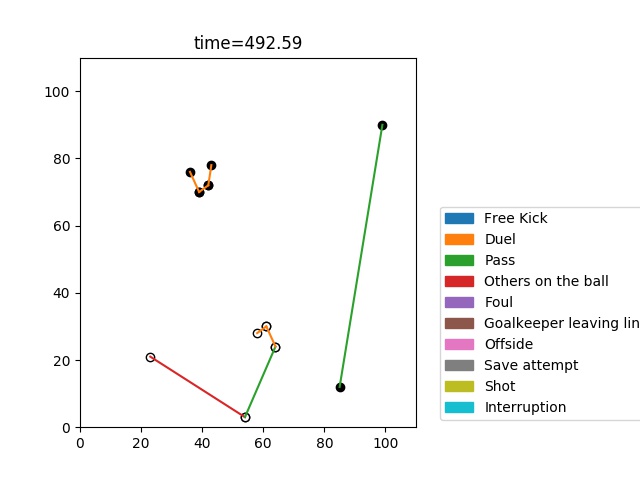 time=492.59
100
80
60
40
20
0
0 20 40 60 80 100
Free Kick
Duel
Pass
Others on the ball
Foul
Goalkeeper leaving lin
Offside
Save attempt
Shot
Interruption